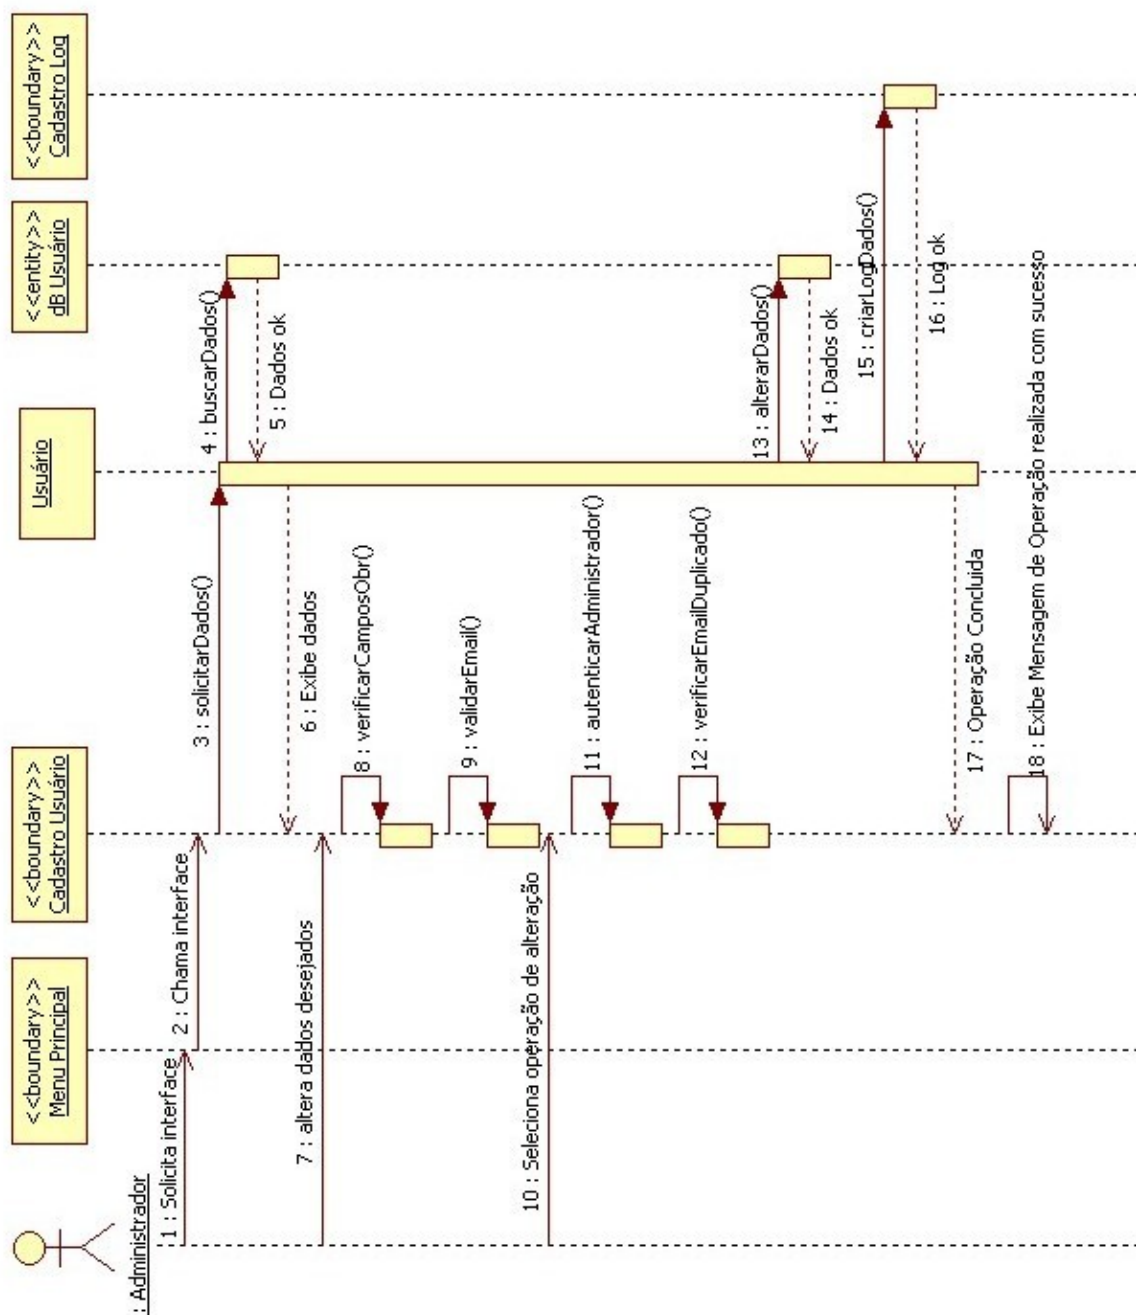 : Administrador
<<boundary>>
Menu Principal
<<boundary>>
Cadastro Usuário
Usuário
<<entity>>
dB Usuário
<<boundary>>
Cadastro Log
1 : Solicita interface
2 : Chama interface
3 : solicitarDados()
4 : buscarDados()
5 : Dados ok
6 : Exibe dados
7 : altera dados desejados
8 : verificarCamposObr()
9 : validarEmail()
10 : Seleciona operação de alteração
11 : autenticarAdministrador()
12 : verificarEmailDuplicado()
13 : alterarDados()
14 : Dados ok
15 : criarLogDados()
16 : Log ok
17 : Operação Concluida
18 : Exibe Mensagem de Operação realizada com sucesso